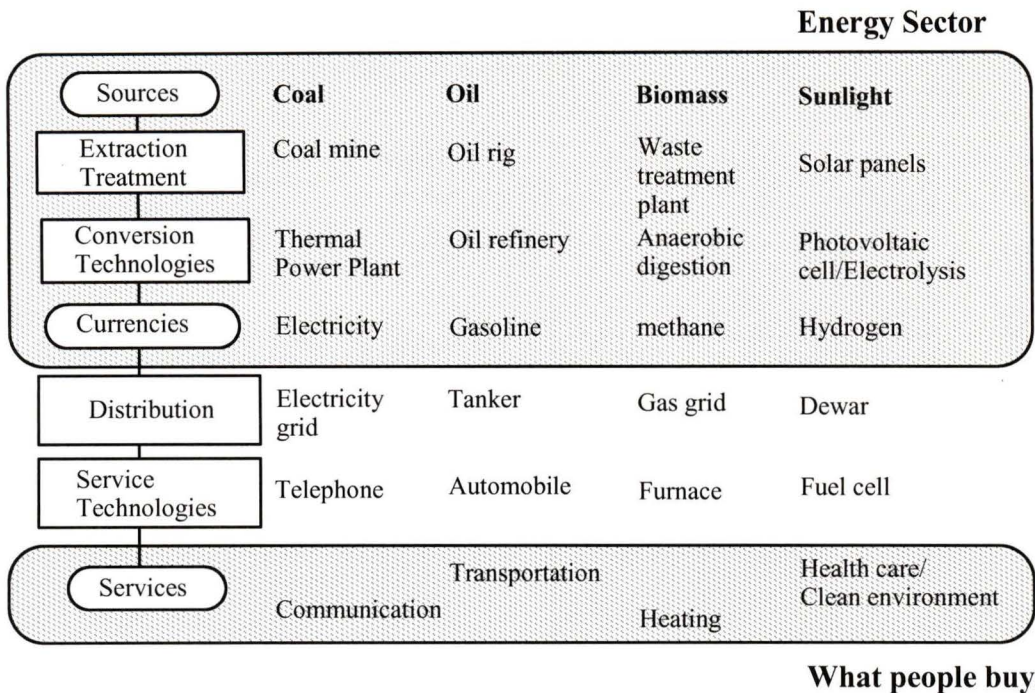 Energy Sector
Sources
Coal
Oil
Biomass
Sunlight
Extraction
Treatment
Coal mine
Oil rig
Waste
treatment
plant
Solar panels
Conversion
Technologies
Thermal
Power Plant
Oil refinery
Anaerobic
digestion
Photovoltaic
cell/Electrolysis
Currencies
Electricity
Gasoline
methane
Hydrogen
Distribution
Electricity
grid
Tanker
Gas grid
Dewar
Service
Technologies
Telephone
Automobile
Furnace
Fuel cell
Services
Communication
Transportation
Heating
Health care/
Clean environment
What people buy